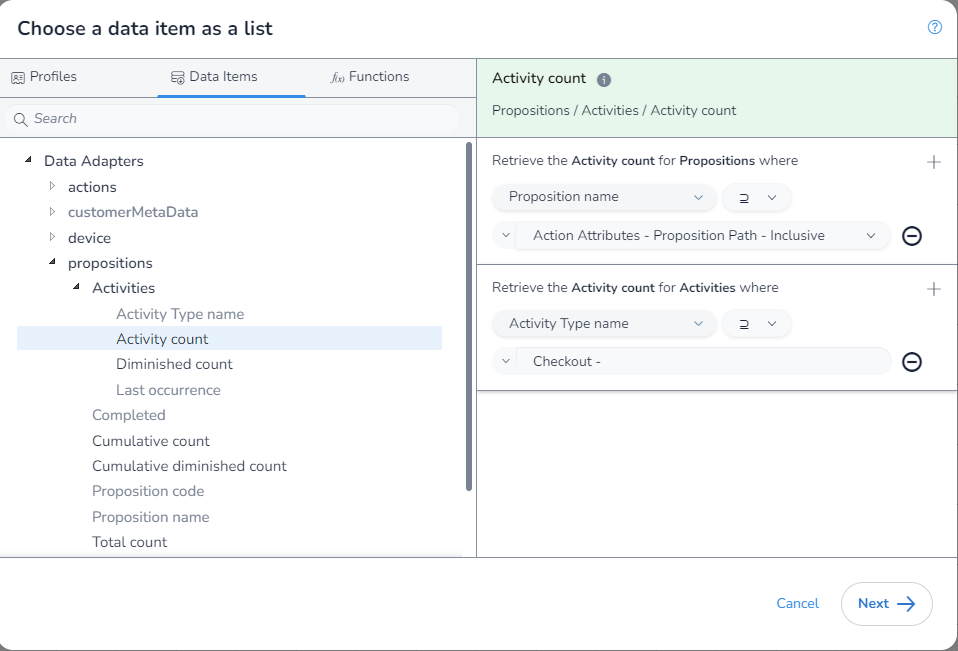 Choose a data item as a list
?
Profiles
Data Items
f(x) Functions
Search
Data Adapters
actions
customerMetaData
device
propositions
Activities
Activity Type name
Activity count
Diminished count
Last occurrence
Completed
Cumulative count
Cumulative diminished count
Proposition code
Proposition name
Total count
Activity count i
Propositions / Activities / Activity count
Retrieve the Activity count for Propositions where
Proposition name ⊇
Action Attributes - Proposition Path - Inclusive
Retrieve the Activity count for Activities where
Activity Type name ⊇
Checkout -
Cancel
Next